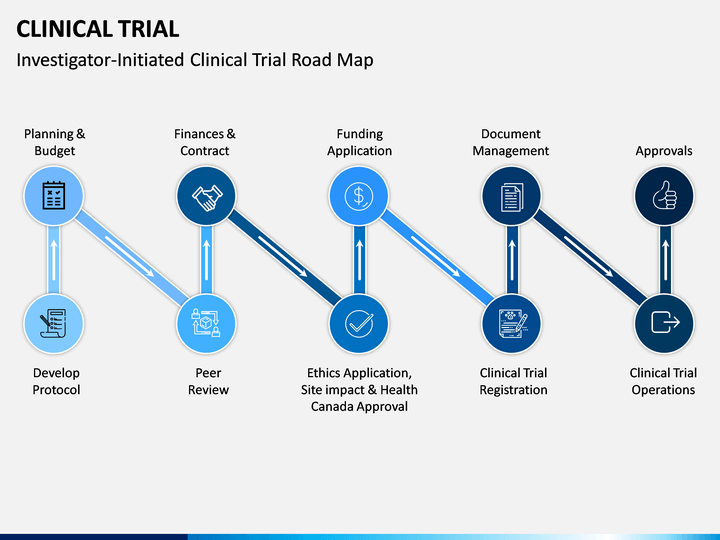 CLINICAL TRIAL
Investigator-Initiated Clinical Trial Road Map
Planning &
Budget
Finances &
Contract
Funding
Application
Document
Management
Approvals
Develop
Protocol
Peer
Review
Ethics Application,
Site impact & Health
Canada Approval
Clinical Trial
Registration
Clinical Trial
Operations